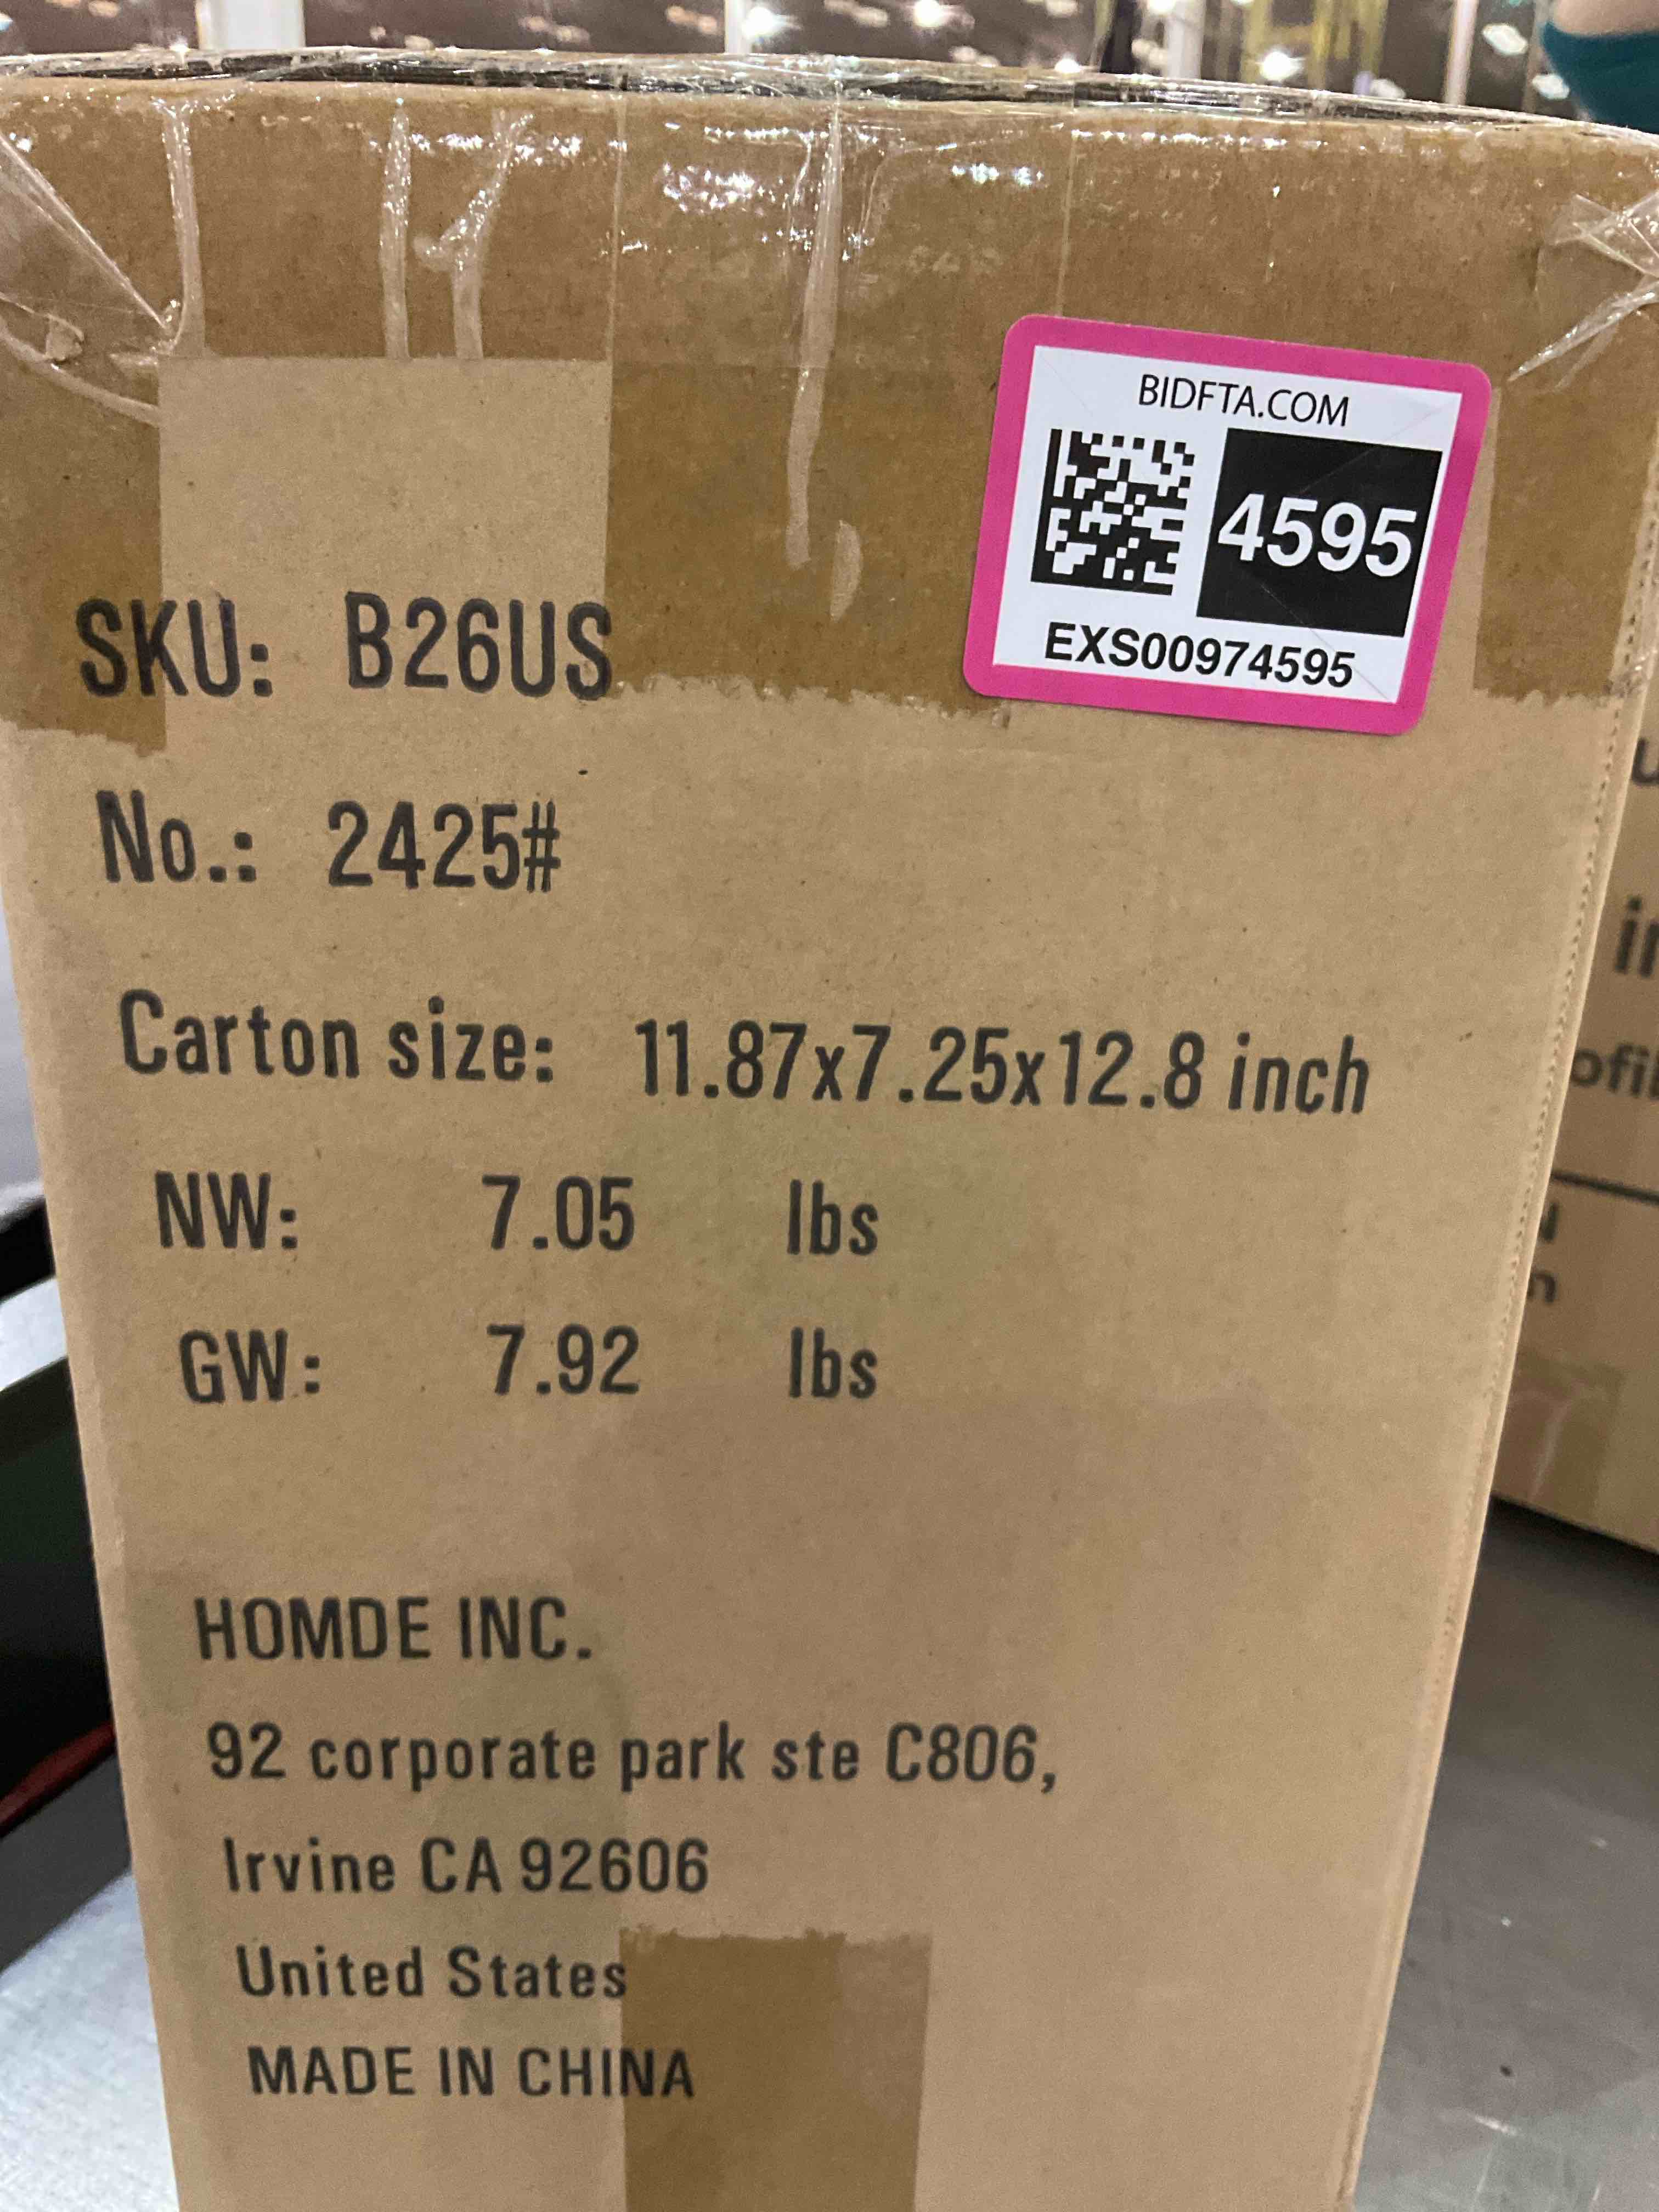 BIDFTA.COM
4595
EXS00974595
SKU: B26US
No.: 2425#
Carton size: 11.87x7.25x12.8 inch
NW: 7.05 lbs
GW: 7.92 lbs
HOMDE INC.
92 corporate park ste C806,
Irvine CA 92606
United States
MADE IN CHINA